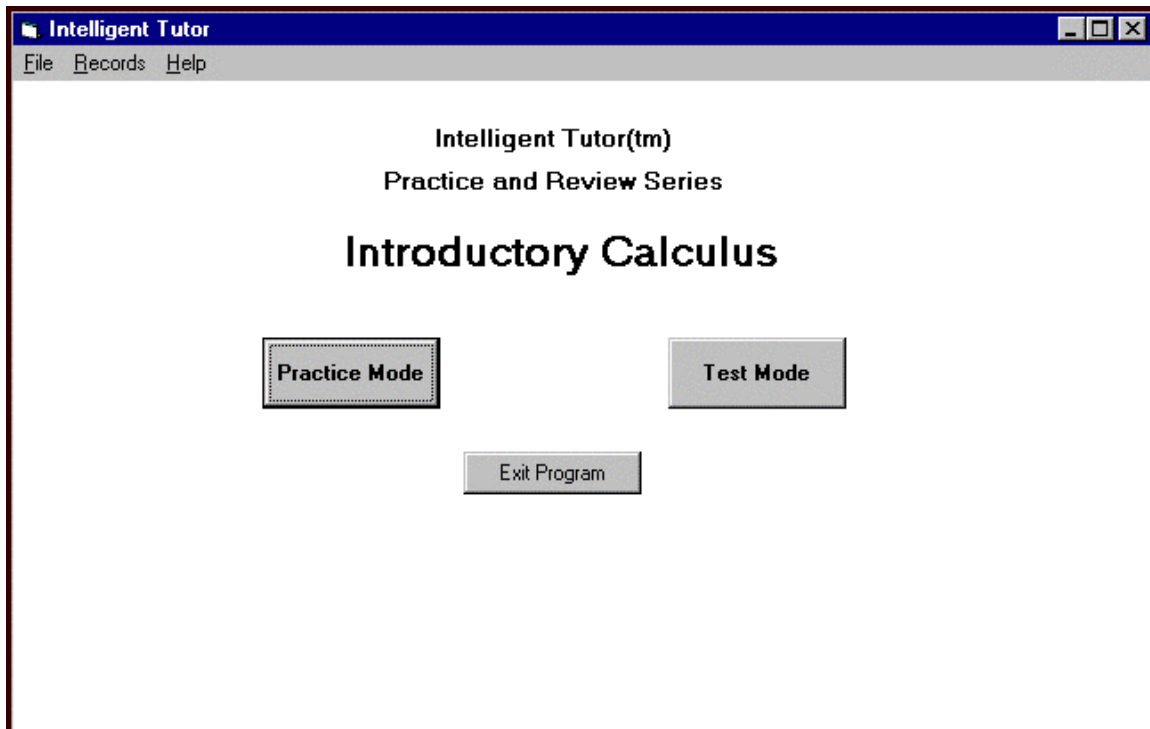 Intelligent Tutor
File Records Help
Intelligent Tutor(tm)
Practice and Review Series
Introductory Calculus
Practice Mode Test Mode
Exit Program